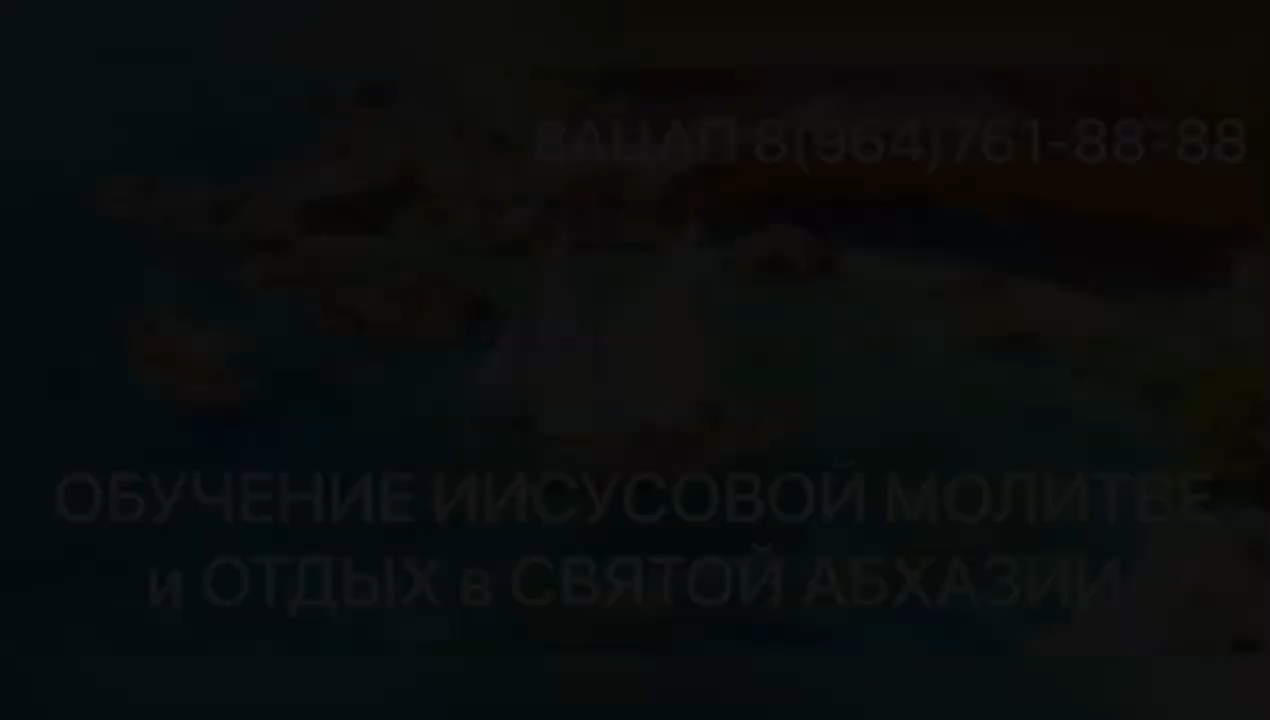 ВАЦАП 8(964)761-88-88
ОБУЧЕНИЕ ИИСУСОВОЙ МОЛИТВЕ
и ОТДЫХ в СВЯТОЙ АБХАЗИИ